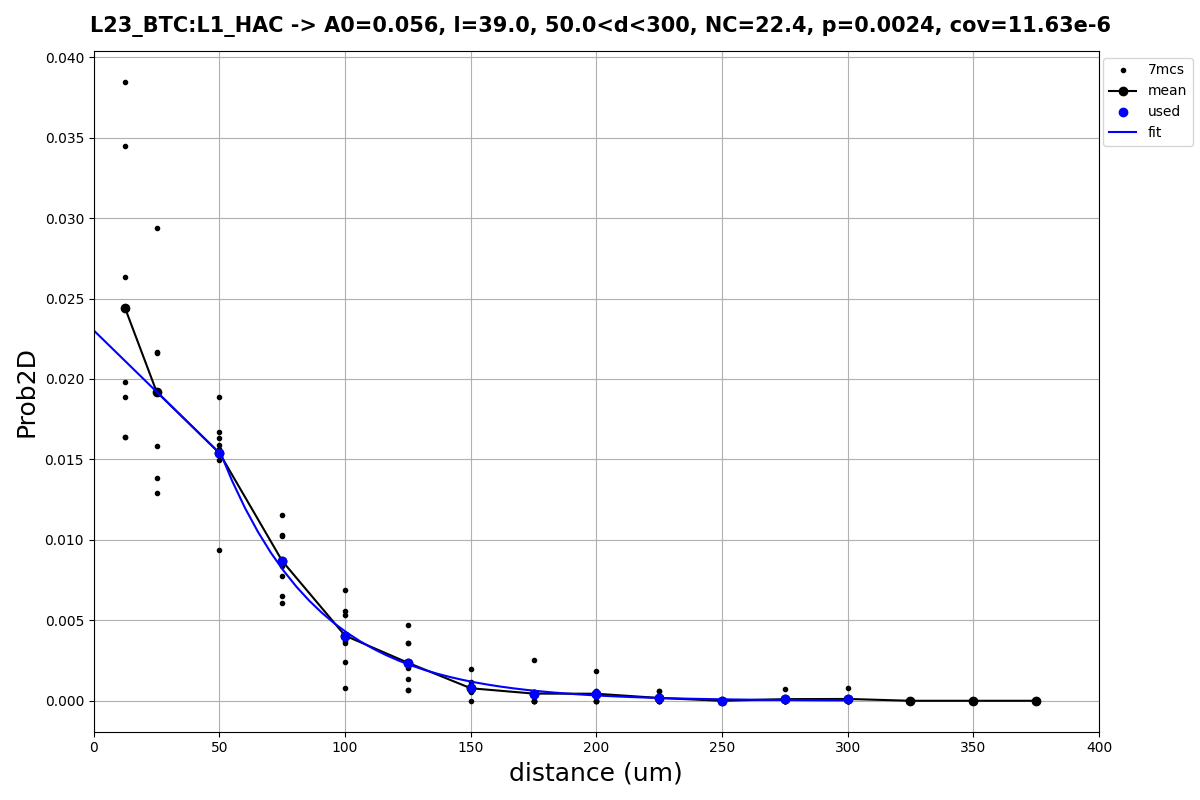 L23_BTC:L1_HAC -> A0=0.056, l=39.0, 50.0<d<300, NC=22.4, p=0.0024, cov=11.63e-6
7mcs
mean
used
fit
Prob2D
0.040
0.035
0.030
0.025
0.020
0.015
0.010
0.005
0.000
0 50 100 150 200 250 300 350 400
distance (um)